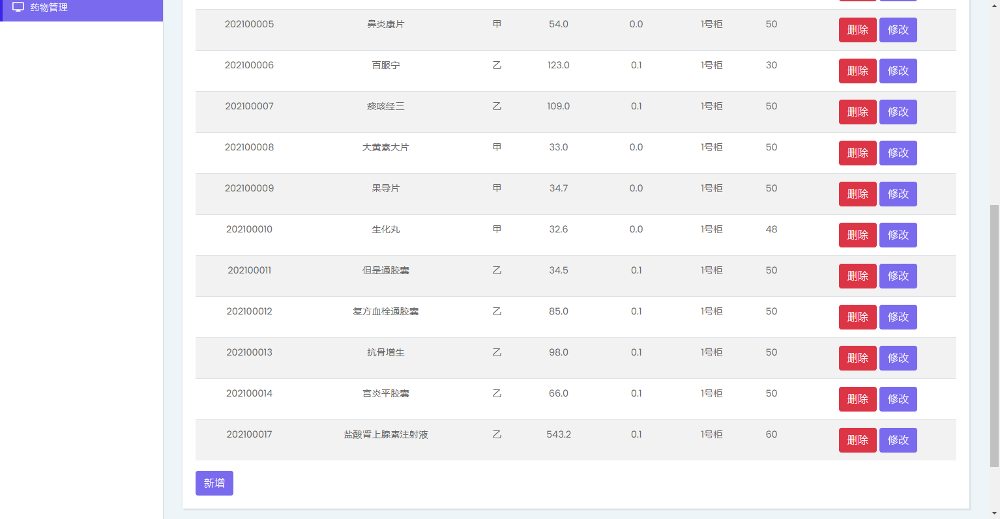 药物管理
202100005 鼻炎康片 甲 54.0 0.0 1号柜 50 删除 修改
202100006 百服宁 乙 123.0 0.1 1号柜 30 删除 修改
202100007 痰咳经三 乙 109.0 0.1 1号柜 50 删除 修改
202100008 大黄素大片 甲 33.0 0.0 1号柜 50 删除 修改
202100009 果导片 甲 34.7 0.0 1号柜 50 删除 修改
202100010 生化丸 甲 32.6 0.0 1号柜 48 删除 修改
202100011 但是通胶囊 乙 34.5 0.1 1号柜 50 删除 修改
202100012 复方血栓通胶囊 乙 85.0 0.1 1号柜 50 删除 修改
202100013 抗骨增生 乙 98.0 0.1 1号柜 50 删除 修改
202100014 宫炎平胶囊 乙 66.0 0.1 1号柜 50 删除 修改
202100017 盐酸肾上腺素注射液 乙 543.2 0.1 1号柜 60 删除 修改
新增